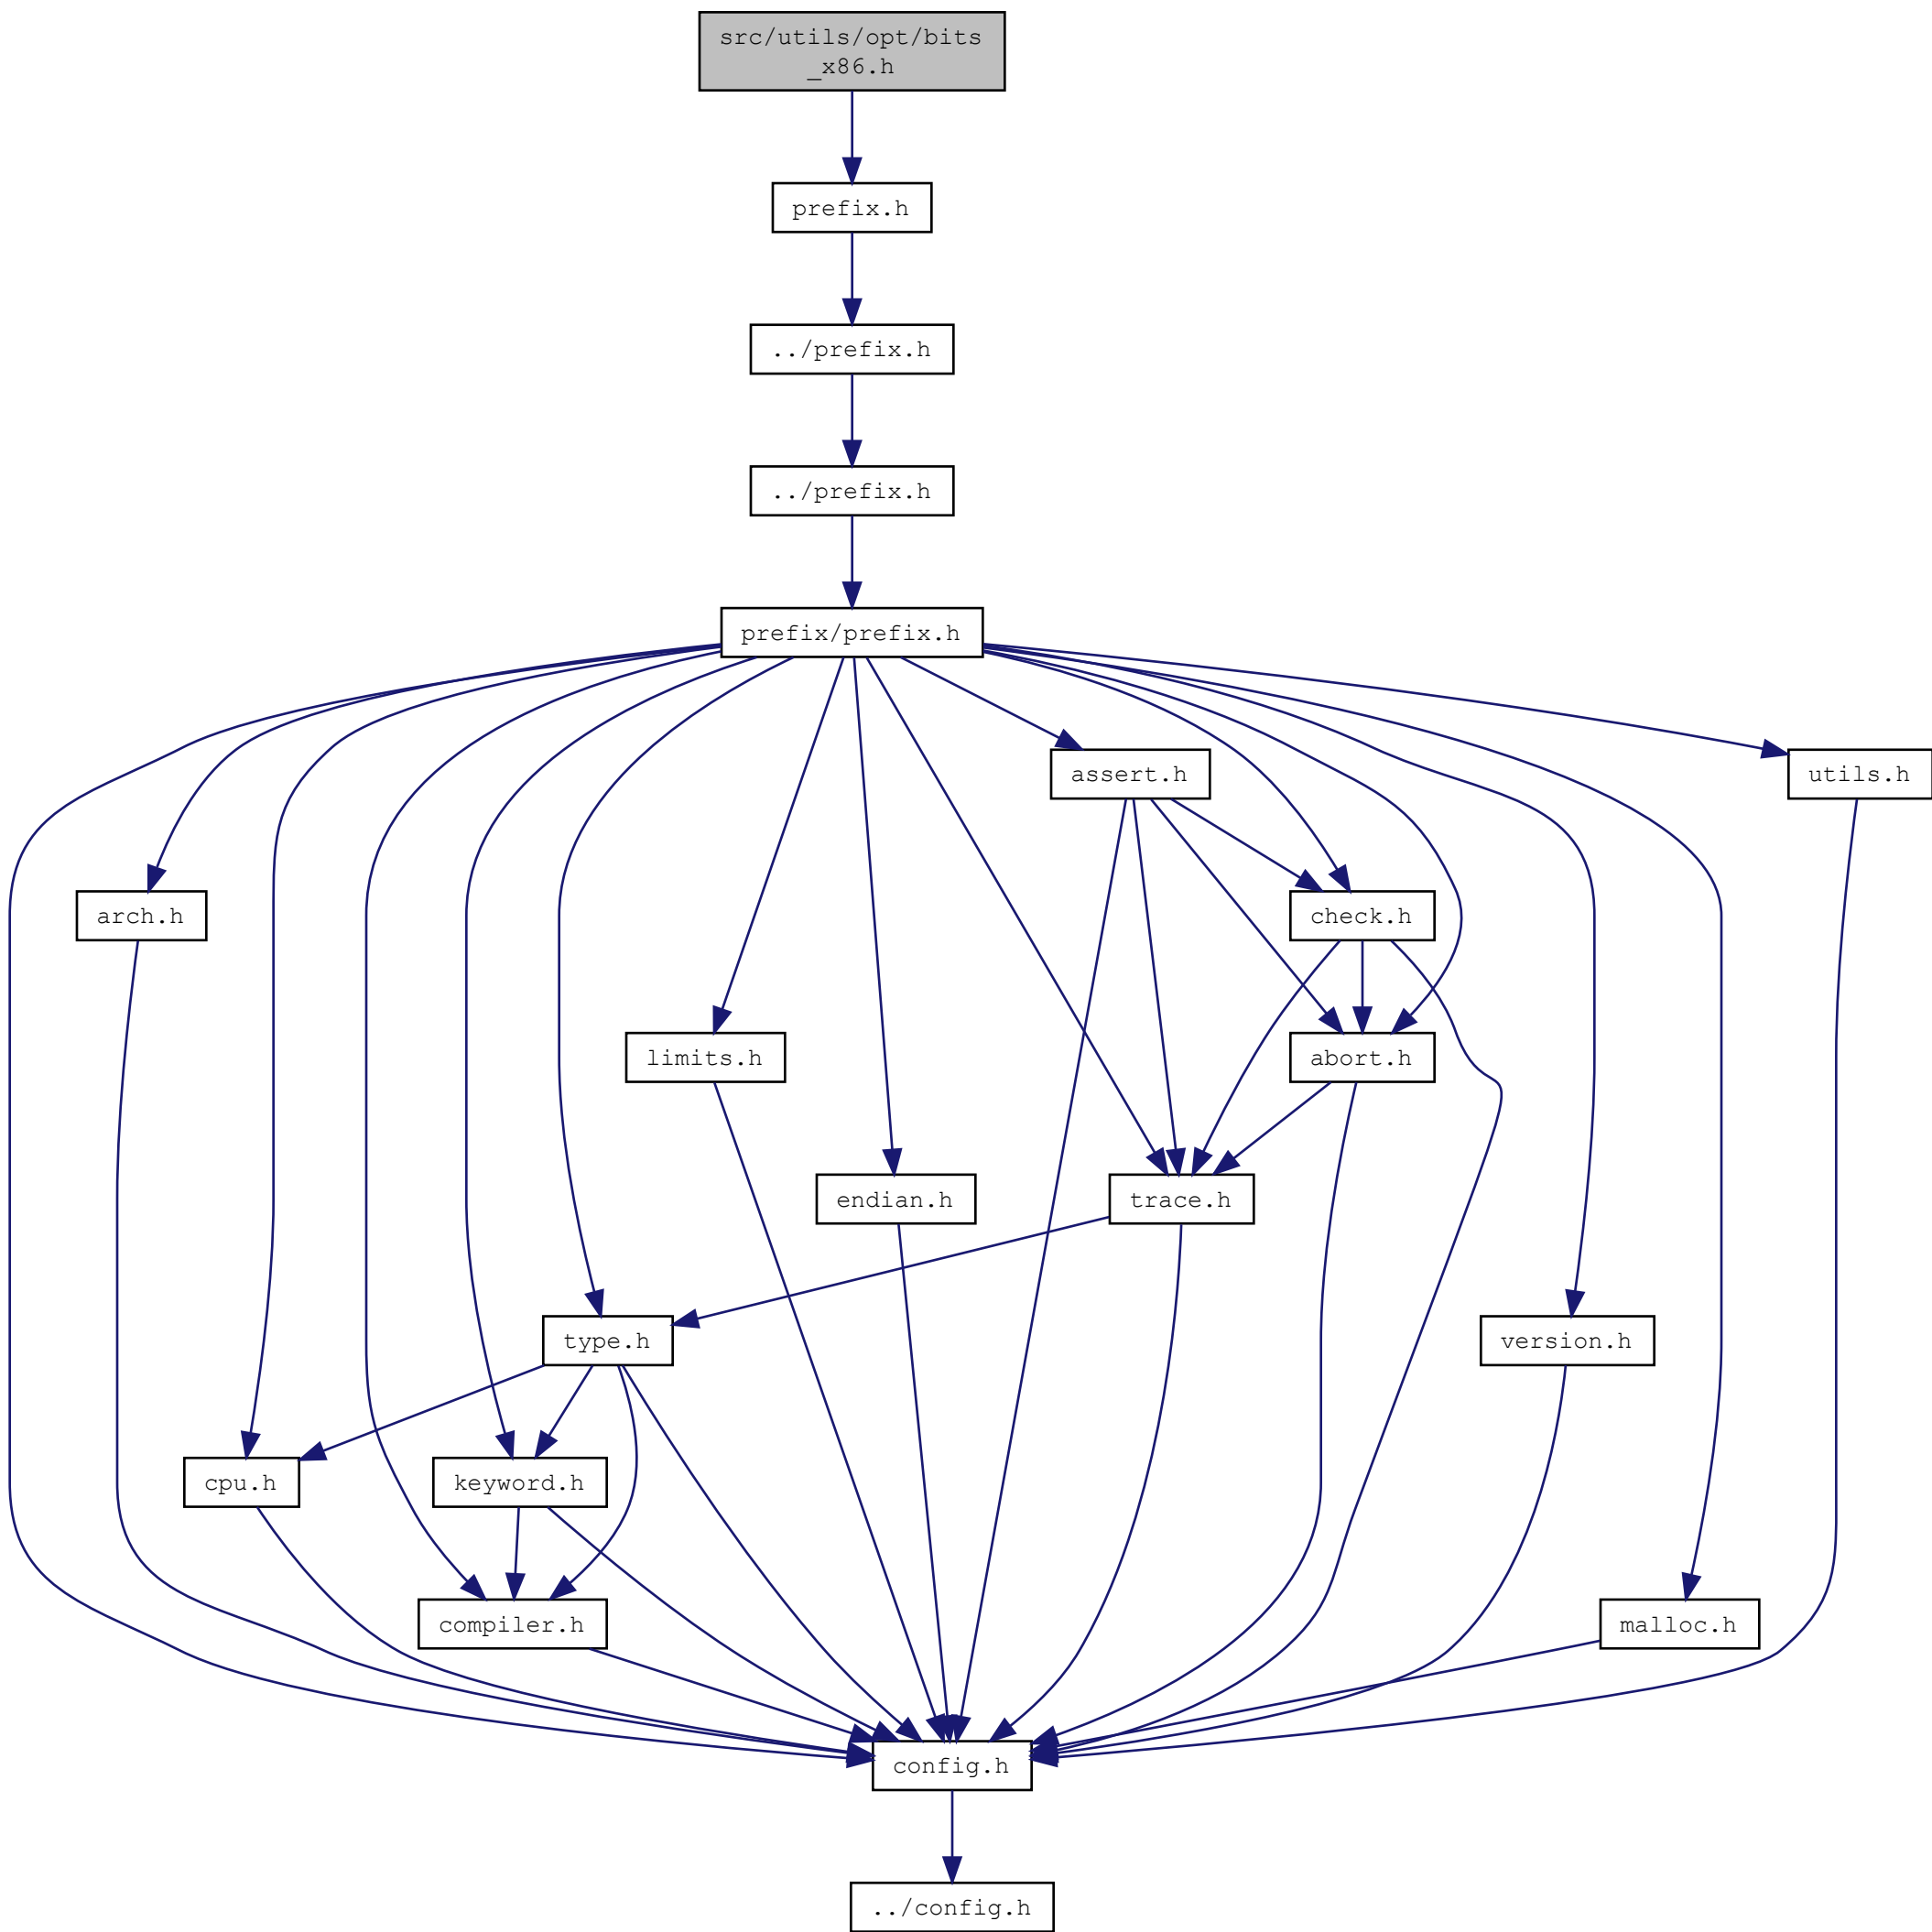 src/utils/opt/bits
_x86.h
prefix.h
../prefix.h
../prefix.h
prefix/prefix.h
assert.h
utils.h
arch.h
check.h
limits.h
abort.h
endian.h
trace.h
type.h
version.h
cpu.h
keyword.h
compiler.h
malloc.h
config.h
../config.h